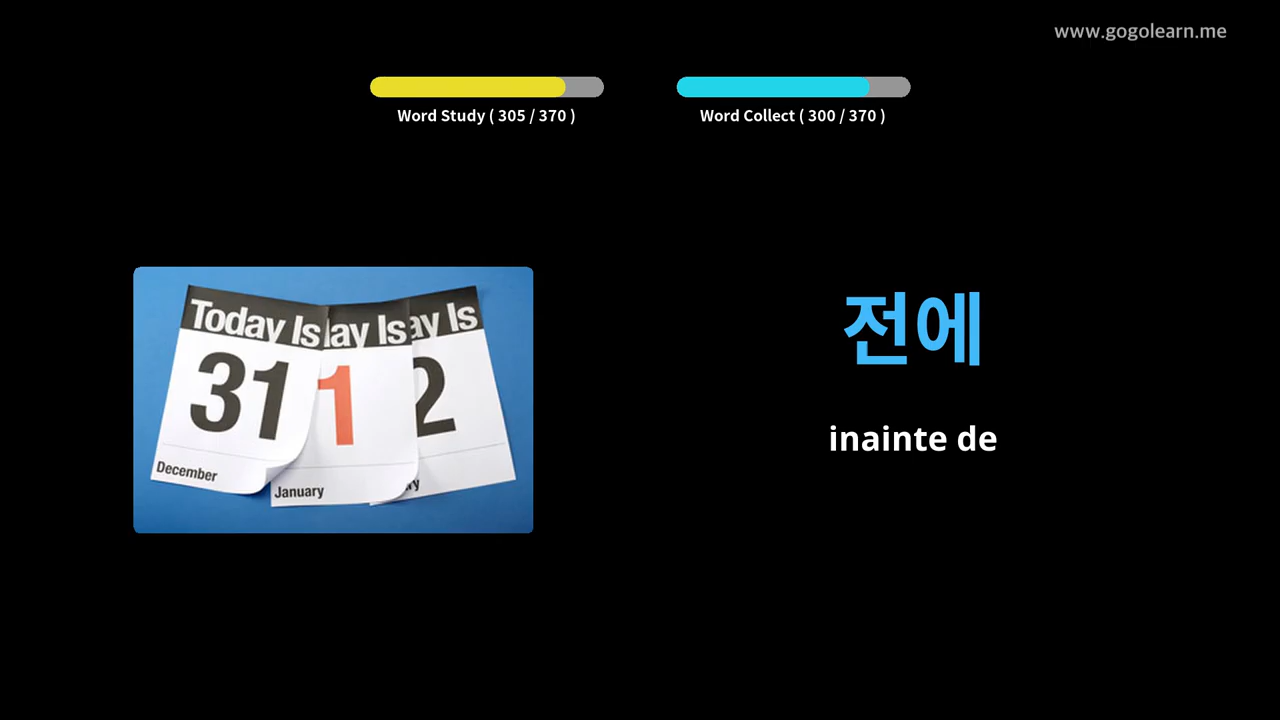 www.gogolearn.me
Word Study ( 305 / 370 )
Word Collect ( 300 / 370 )
Today Is
31
December
ay Is
1
January
ay Is
2
ry
전에
inainte de